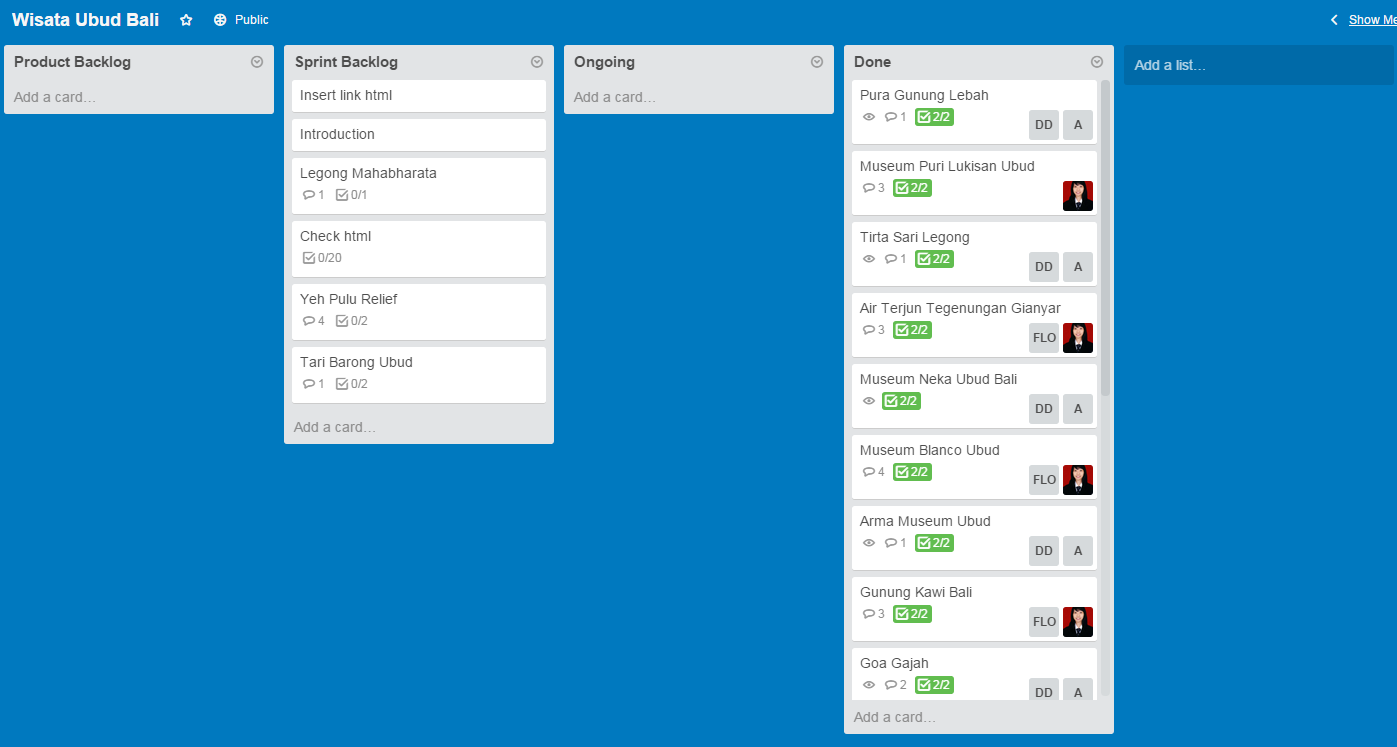 Wisata Ubud Bali Public Show Me
Product Backlog
Add a card...
Sprint Backlog
Insert link html
Introduction
Legong Mahabharata
1 0/1
Check html
0/20
Yeh Pulu Relief
4 0/2
Tari Barong Ubud
1 0/2
Add a card...
Ongoing
Add a card...
Done
Pura Gunung Lebah
1 2/2
DD A
Museum Puri Lukisan Ubud
3 2/2
Tirta Sari Legong
1 2/2
DD A
Air Terjun Tegenungan Gianyar
3 2/2
FLO
Museum Neka Ubud Bali
2/2
DD A
Museum Blanco Ubud
4 2/2
FLO
Arma Museum Ubud
1 2/2
DD A
Gunung Kawi Bali
3 2/2
FLO
Goa Gajah
2 2/2
DD A
Add a card...
Add a list...